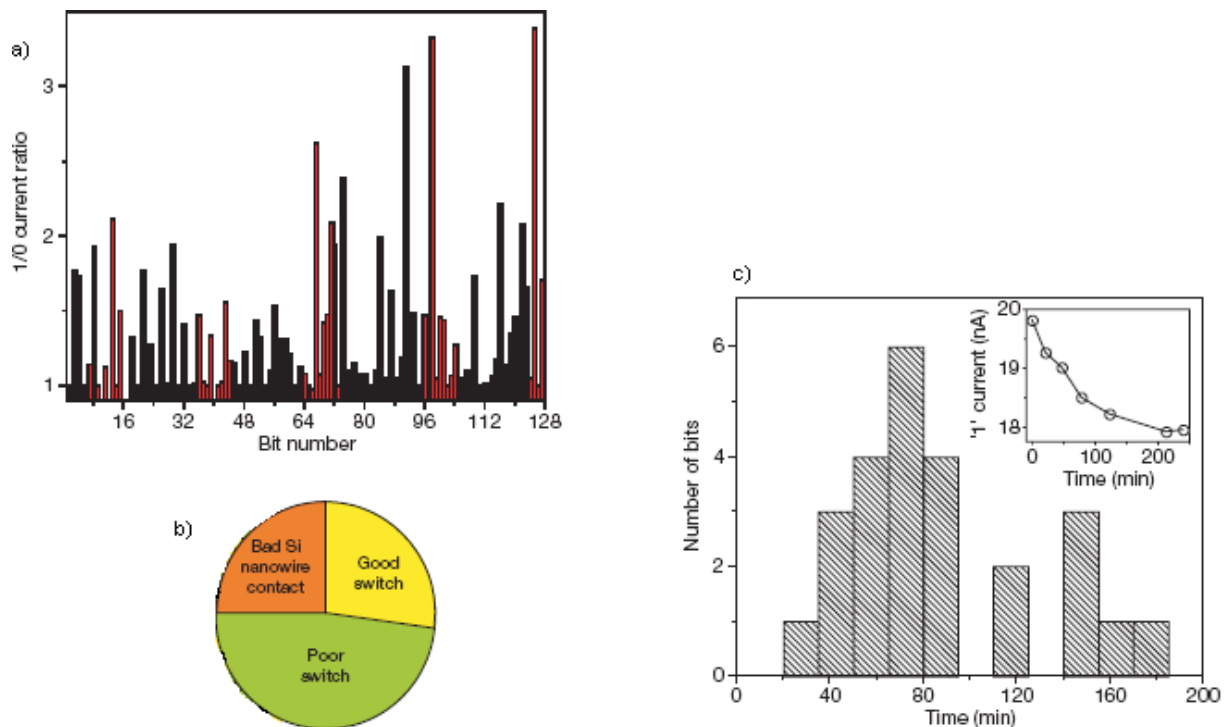 a)
3
2
1
1/0 current ratio
16 32 48 64 80 96 112 128
Bit number
b)
Bad Si
nanowire
contact
Good
switch
Poor
switch
c)
6
4
2
0
Number of bits
0 40 80 120 160 200
Time (min)
20
19
18
'1' current (nA)
0 100 200
Time (min)